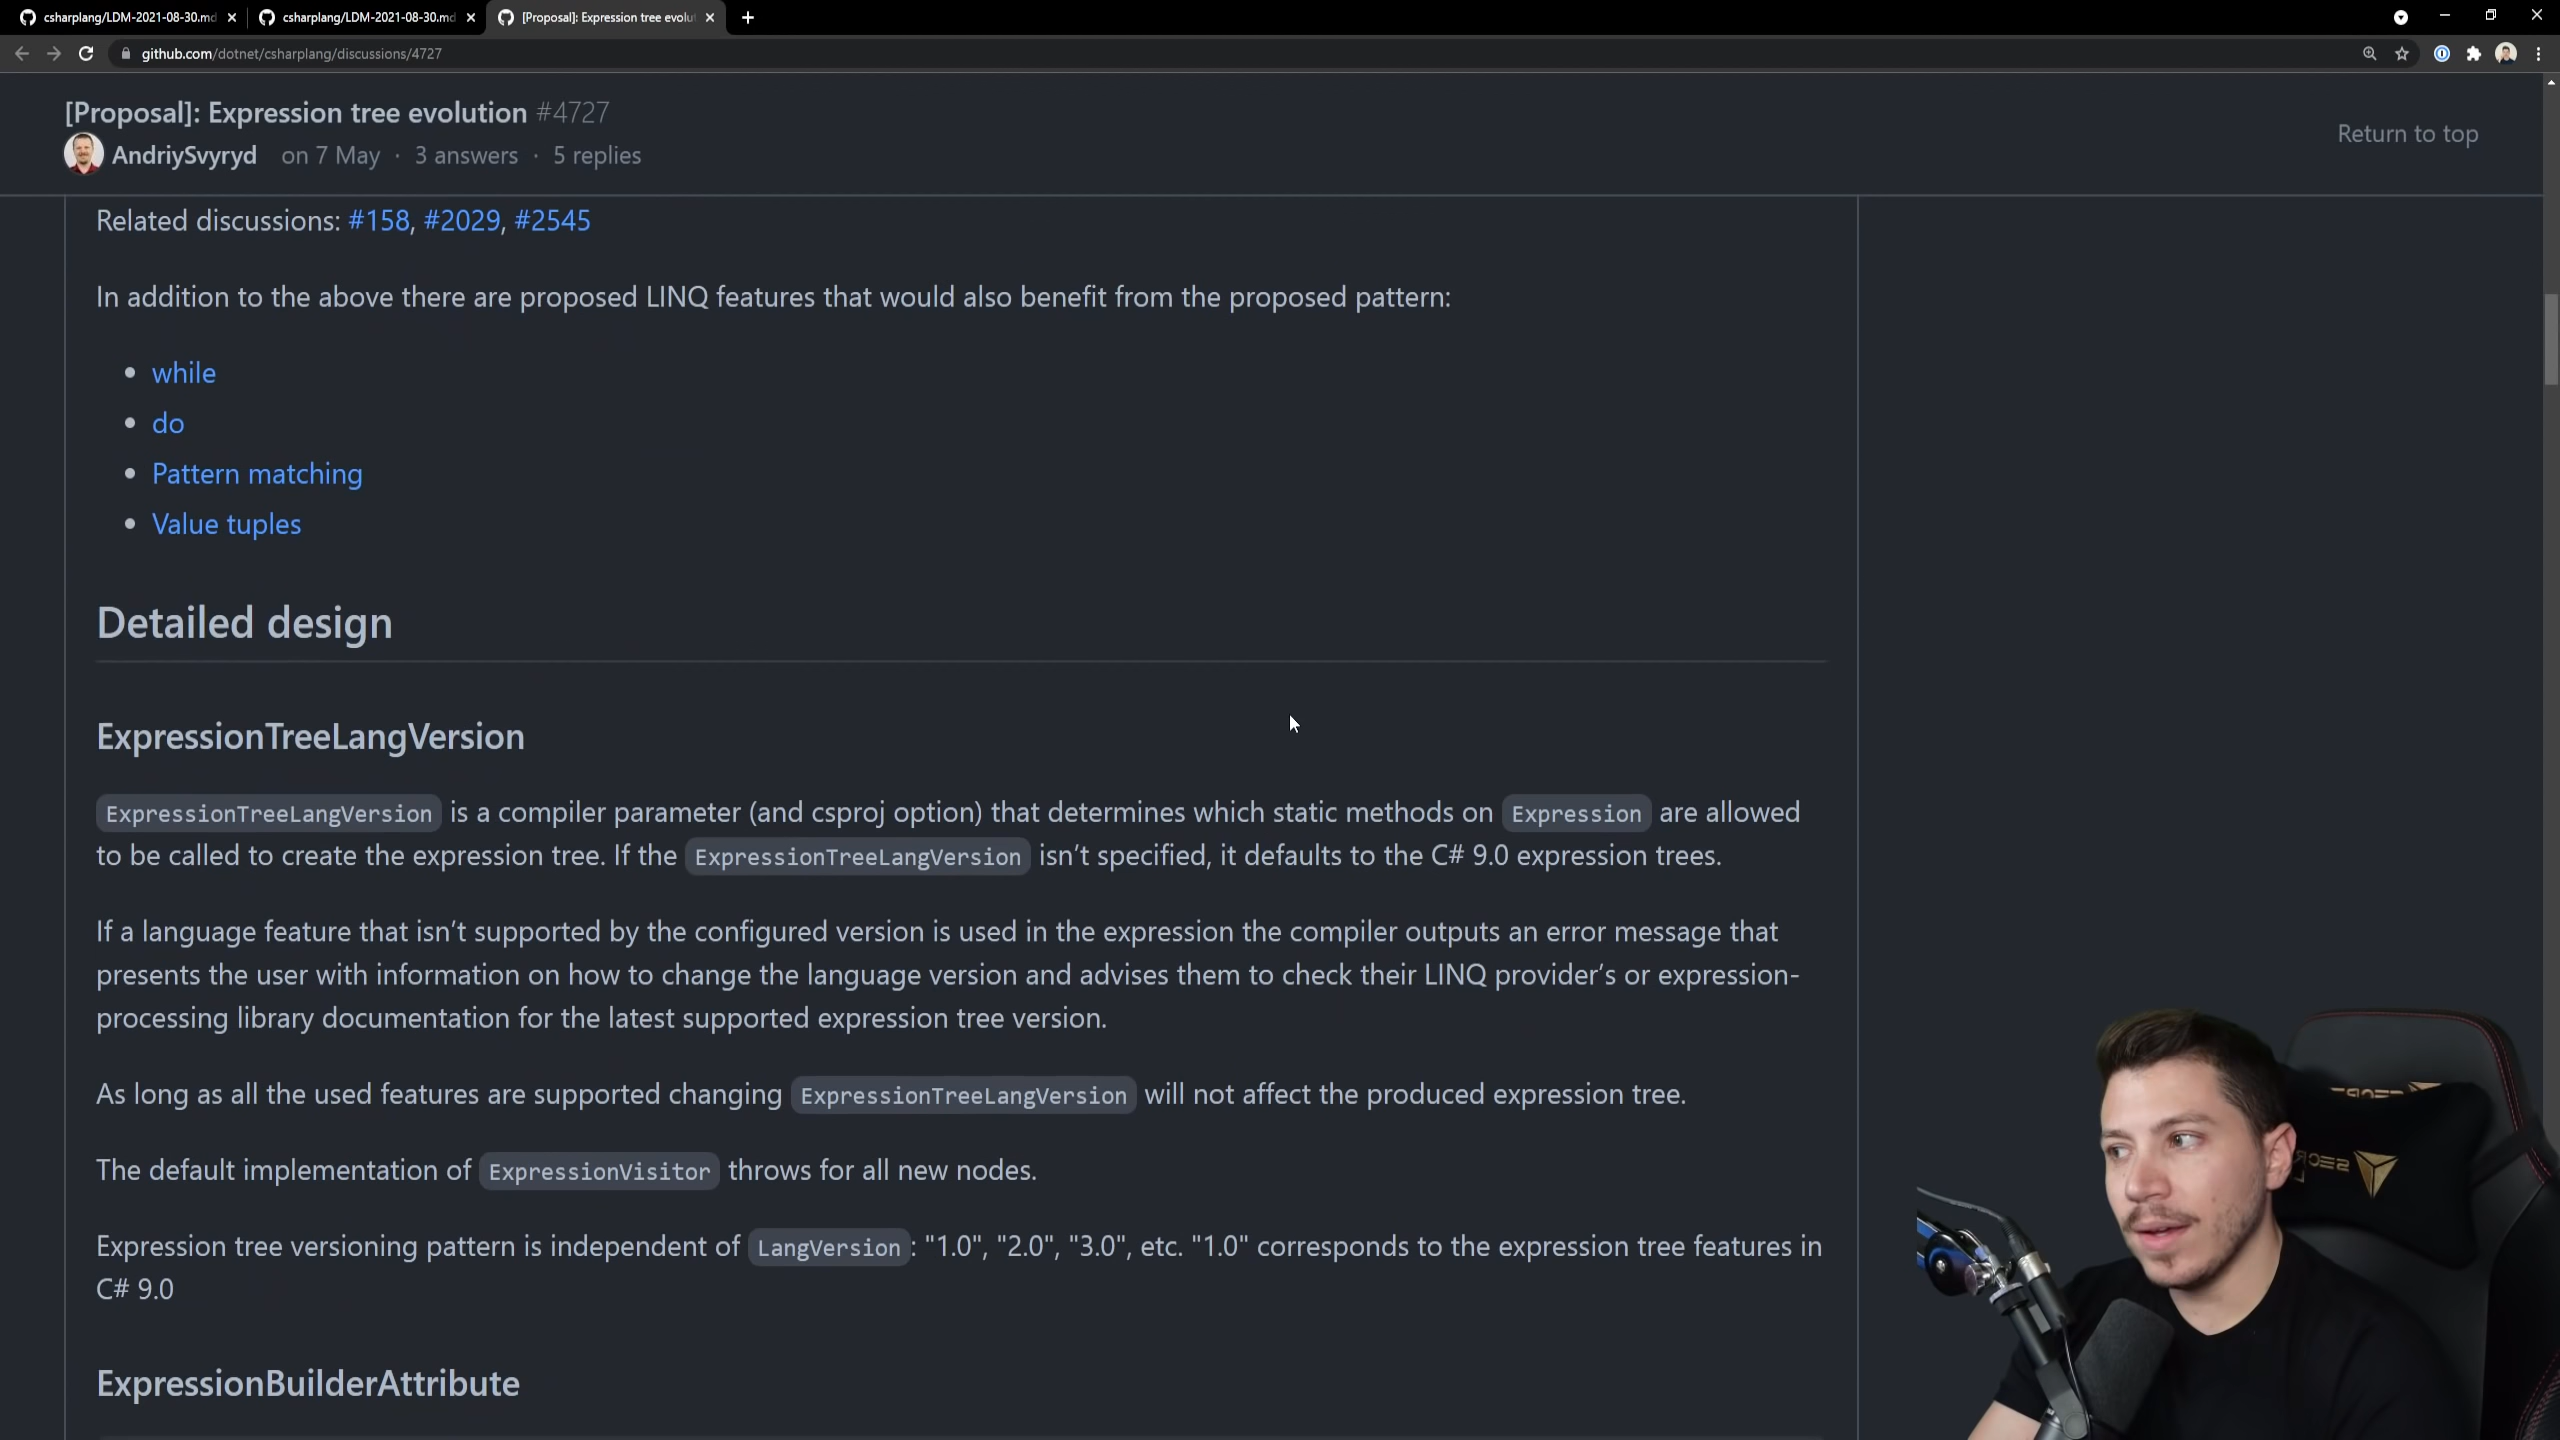 csharplang/LDM-2021-08-30.md
csharplang/LDM-2021-08-30.md
[Proposal]: Expression tree evolu
github.com/dotnet/csharplang/discussions/4727
[Proposal]: Expression tree evolution #4727
AndriySvyryd on 7 May · 3 answers · 5 replies
Return to top
Related discussions: #158, #2029, #2545
In addition to the above there are proposed LINQ features that would also benefit from the proposed pattern:
while
do
Pattern matching
Value tuples
Detailed design
ExpressionTreeLangVersion
ExpressionTreeLangVersion is a compiler parameter (and csproj option) that determines which static methods on Expression are allowed
to be called to create the expression tree. If the ExpressionTreeLangVersion isn't specified, it defaults to the C# 9.0 expression trees.
If a language feature that isn't supported by the configured version is used in the expression the compiler outputs an error message that
presents the user with information on how to change the language version and advises them to check their LINQ provider's or expression-
processing library documentation for the latest supported expression tree version.
As long as all the used features are supported changing ExpressionTreeLangVersion will not affect the produced expression tree.
The default implementation of ExpressionVisitor throws for all new nodes.
Expression tree versioning pattern is independent of LangVersion: "1.0", "2.0", "3.0", etc. "1.0" corresponds to the expression tree features in
C# 9.0
ExpressionBuilderAttribute